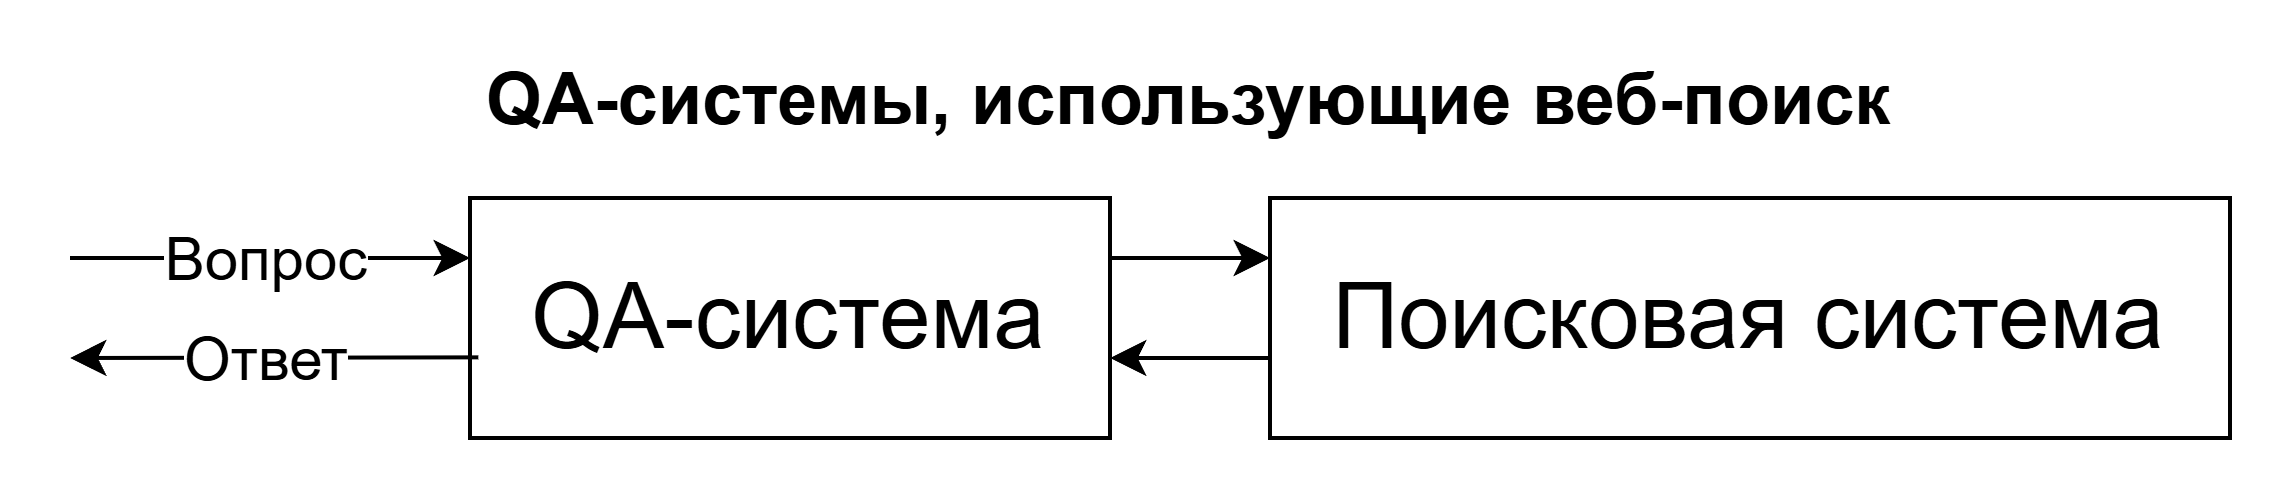 QA-системы, использующие веб-поиск
Вопрос
Ответ
QA-система
Поисковая система